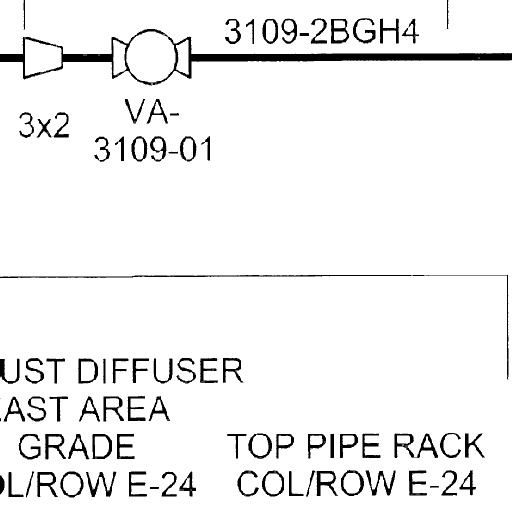 3109-2BGH4
3x2
VA-
3109-01
UST DIFFUSER
AST AREA
GRADE
OL/ROW E-24
TOP PIPE RACK
COL/ROW E-24